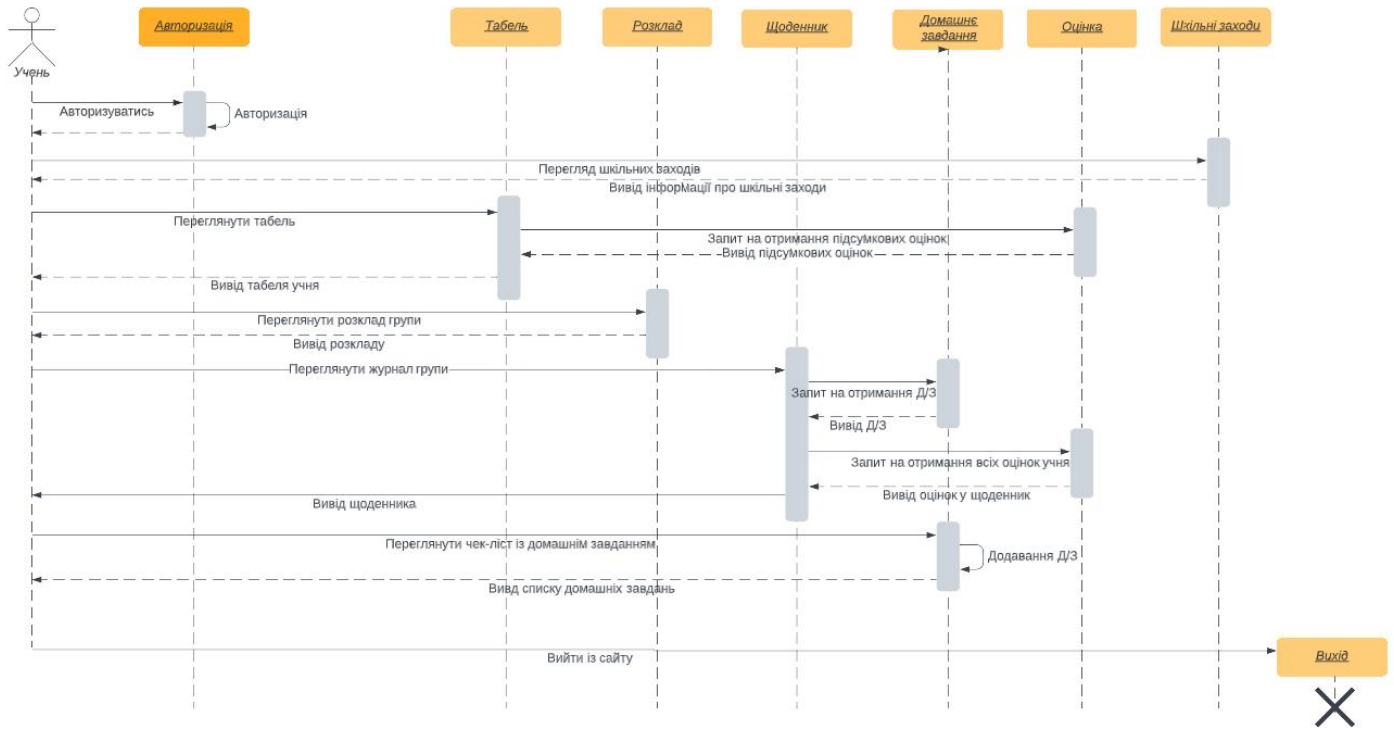 Авторизація
Табель
Розклад
Щоденник
Домашнє
завдання
Оцінка
Шкільні заходи
Учень
Авторизуватись
Авторизація
Перегляд шкільних заходів
Вивід інформації про шкільні заходи
Переглянути табель
Запит на отримання підсумкових оцінок
Вивід підсумкових оцінок
Вивід табеля учня
Переглянути розклад групи
Вивід розкладу
Переглянути журнал групи
Запит на отримання Д/З
Вивід Д/З
Запит на отримання всіх оцінок учня
Вивід оцінок у щоденник
Вивід щоденника
Переглянути чек-ліст із домашнім завданням
Додавання Д/З
Вивд списку домашніх завдань
Вийти із сайту
Вихід